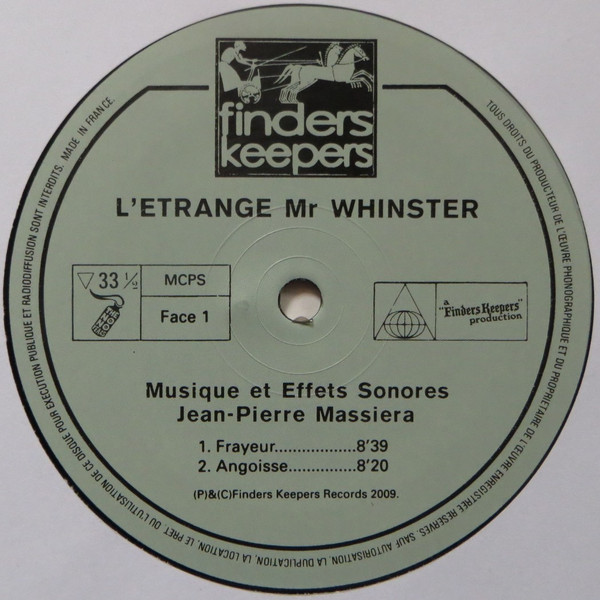 finders
keepers
L'ETRANGE Mr WHINSTER
▽ 33 1/2
MCPS
Face 1
a
"Finders Keepers"
production
Musique et Effets Sonores
Jean-Pierre Massiera
1. Frayeur.....................8'39
2. Angoisse.................8'20
(P)&(C)Finders Keepers Records 2009.
TOUS DROITS DU PRODUCTEUR DE L'ŒUVRE PHONOGRAPHIQUE ET DU PROPRIETAIRE DE L'ŒUVRE ENREGISTREE RESERVES. SAUF AUTORISATION, LA DUPLICATION, LA LOCATION, LE PRET OU L'UTILISATION DE CE DISQUE POUR EXECUTION PUBLIQUE ET RADIODIFFUSION SONT INTERDITS. MADE IN FRANCE.